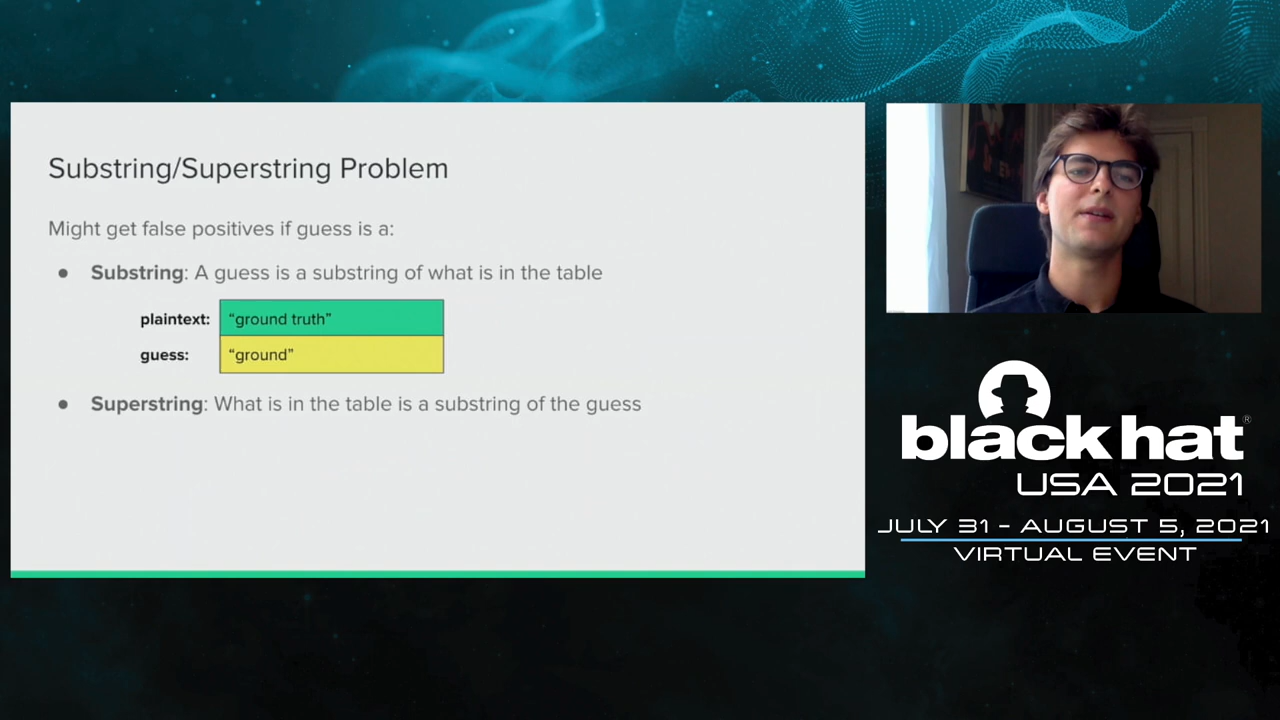 Substring/Superstring Problem
Might get false positives if guess is a:
● Substring: A guess is a substring of what is in the table
plaintext: “ground truth”
guess: “ground”
● Superstring: What is in the table is a substring of the guess
black hat®
USA 2021
JULY 31 - AUGUST 5, 2021
VIRTUAL EVENT